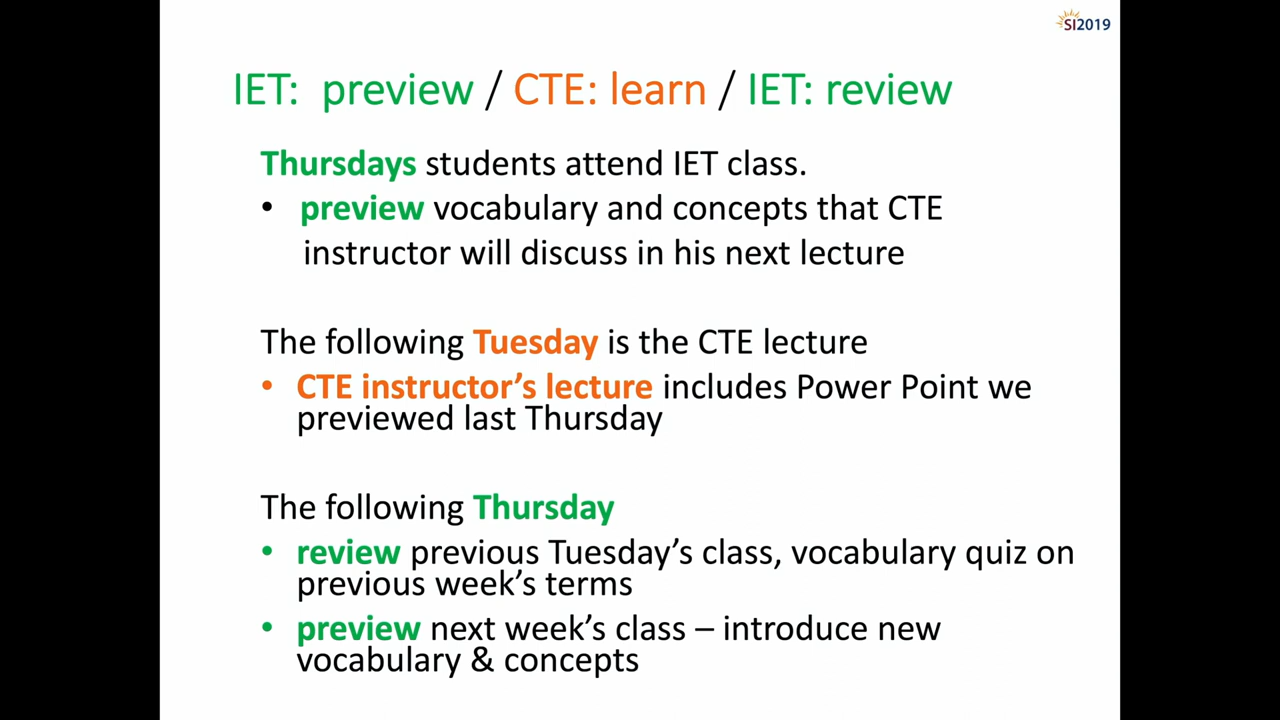 SI2019
IET:  preview / CTE: learn / IET: review
Thursdays students attend IET class.
• preview vocabulary and concepts that CTE
instructor will discuss in his next lecture
The following Tuesday is the CTE lecture
• CTE instructor’s lecture includes Power Point we
previewed last Thursday
The following Thursday
• review previous Tuesday’s class, vocabulary quiz on
previous week’s terms
• preview next week’s class – introduce new
vocabulary & concepts